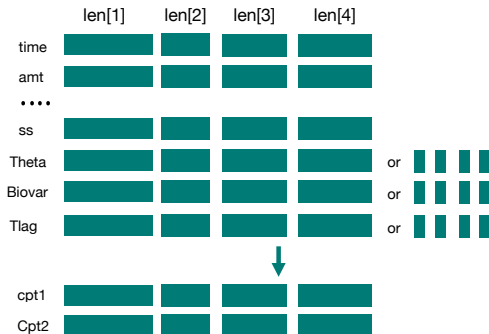 len[1] len[2] len[3] len[4]
time
amt
....
ss
Theta or
Biovar or
Tlag or
cpt1
Cpt2